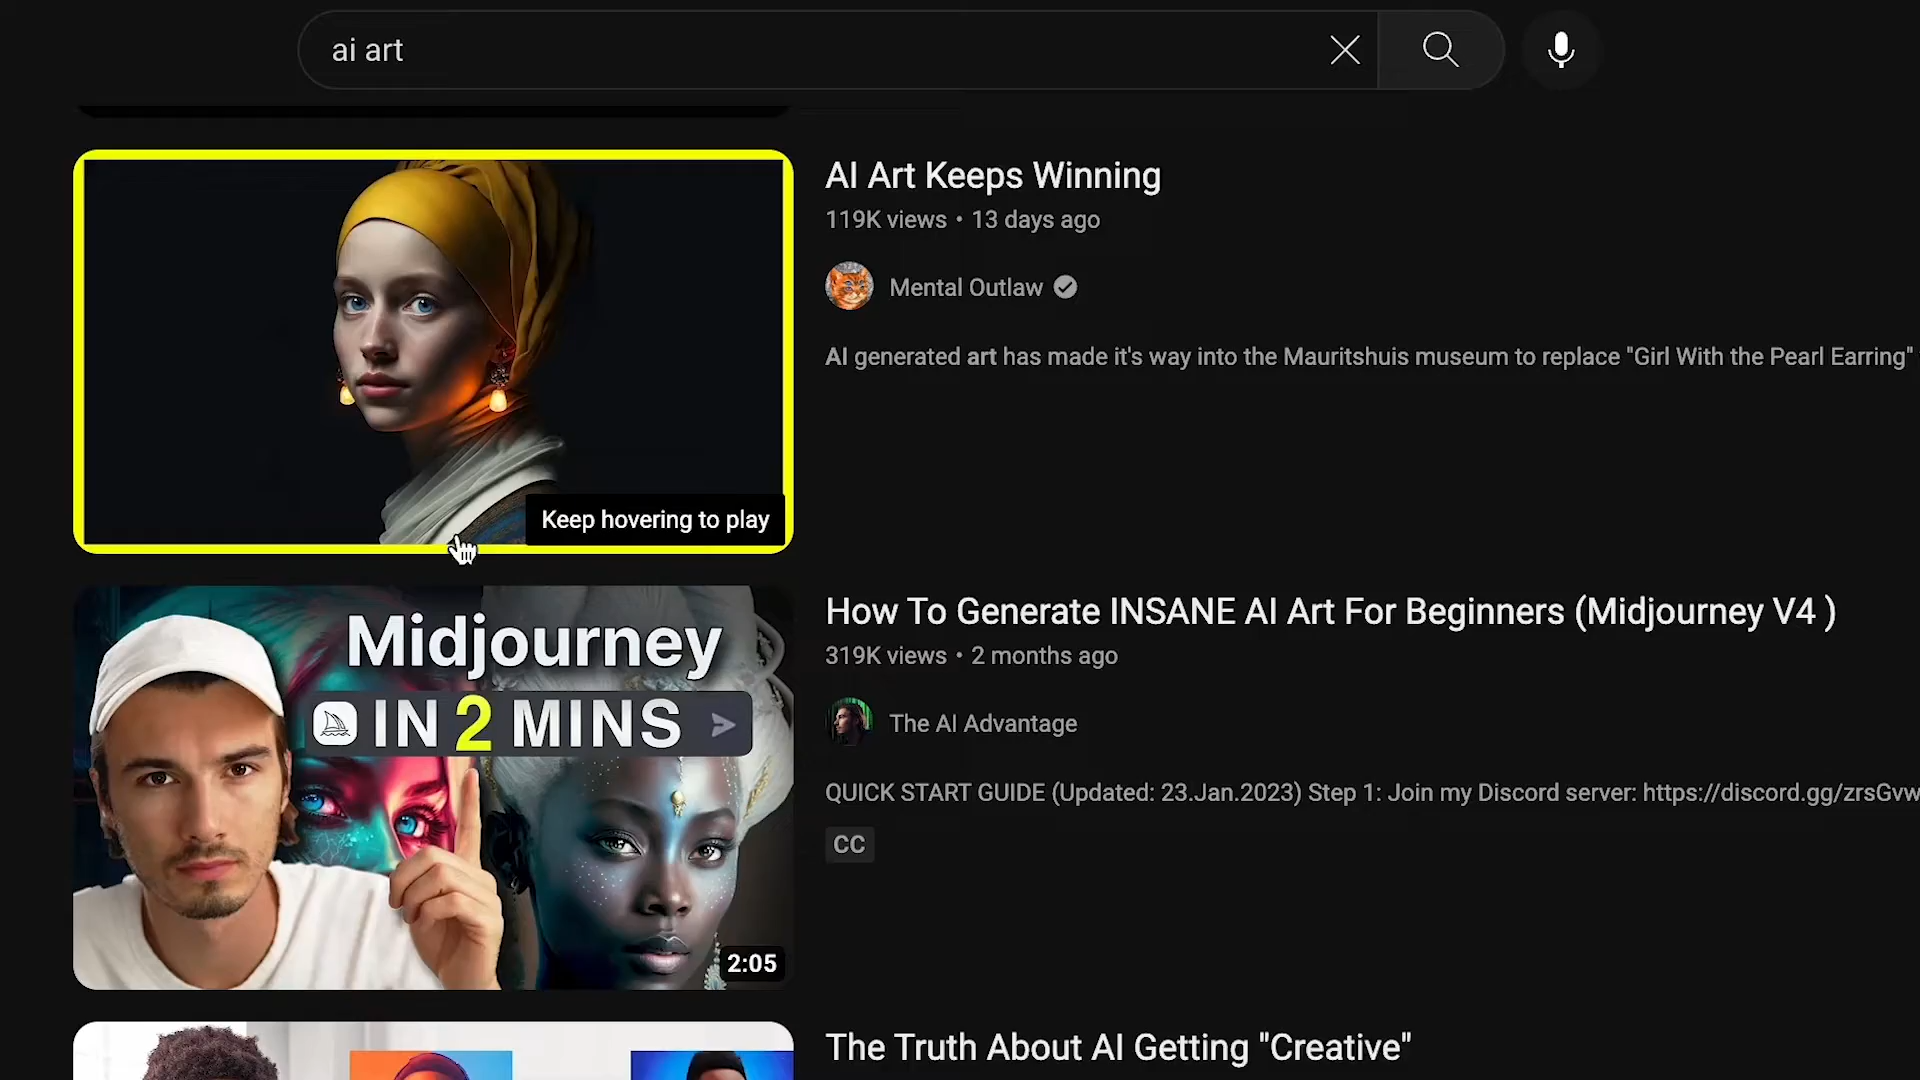 ai art
AI Art Keeps Winning
119K views • 13 days ago
Mental Outlaw
AI generated art has made it's way into the Mauritshuis museum to replace "Girl With the Pearl Earring"
Keep hovering to play
Midjourney
IN 2 MINS
2:05
How To Generate INSANE AI Art For Beginners (Midjourney V4 )
319K views • 2 months ago
The AI Advantage
QUICK START GUIDE (Updated: 23.Jan.2023) Step 1: Join my Discord server: https://discord.gg/zrsGvw
CC
The Truth About AI Getting "Creative"